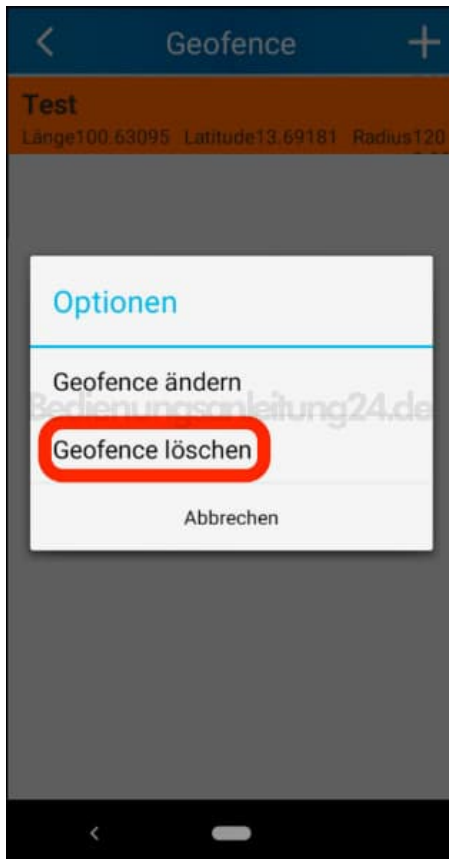 Geofence
Test
Länge100.63095 Latitude13.69181 Radius120
Optionen
Geofence ändern
Bedienungsanleitung24.de
Geofence löschen
Abbrechen